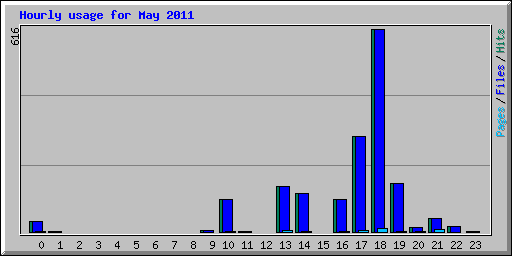 Hourly usage for May 2011
616
Pages/Files/Hits
0 1 2 3 4 5 6 7 8 9 10 11 12 13 14 15 16 17 18 19 20 21 22 23